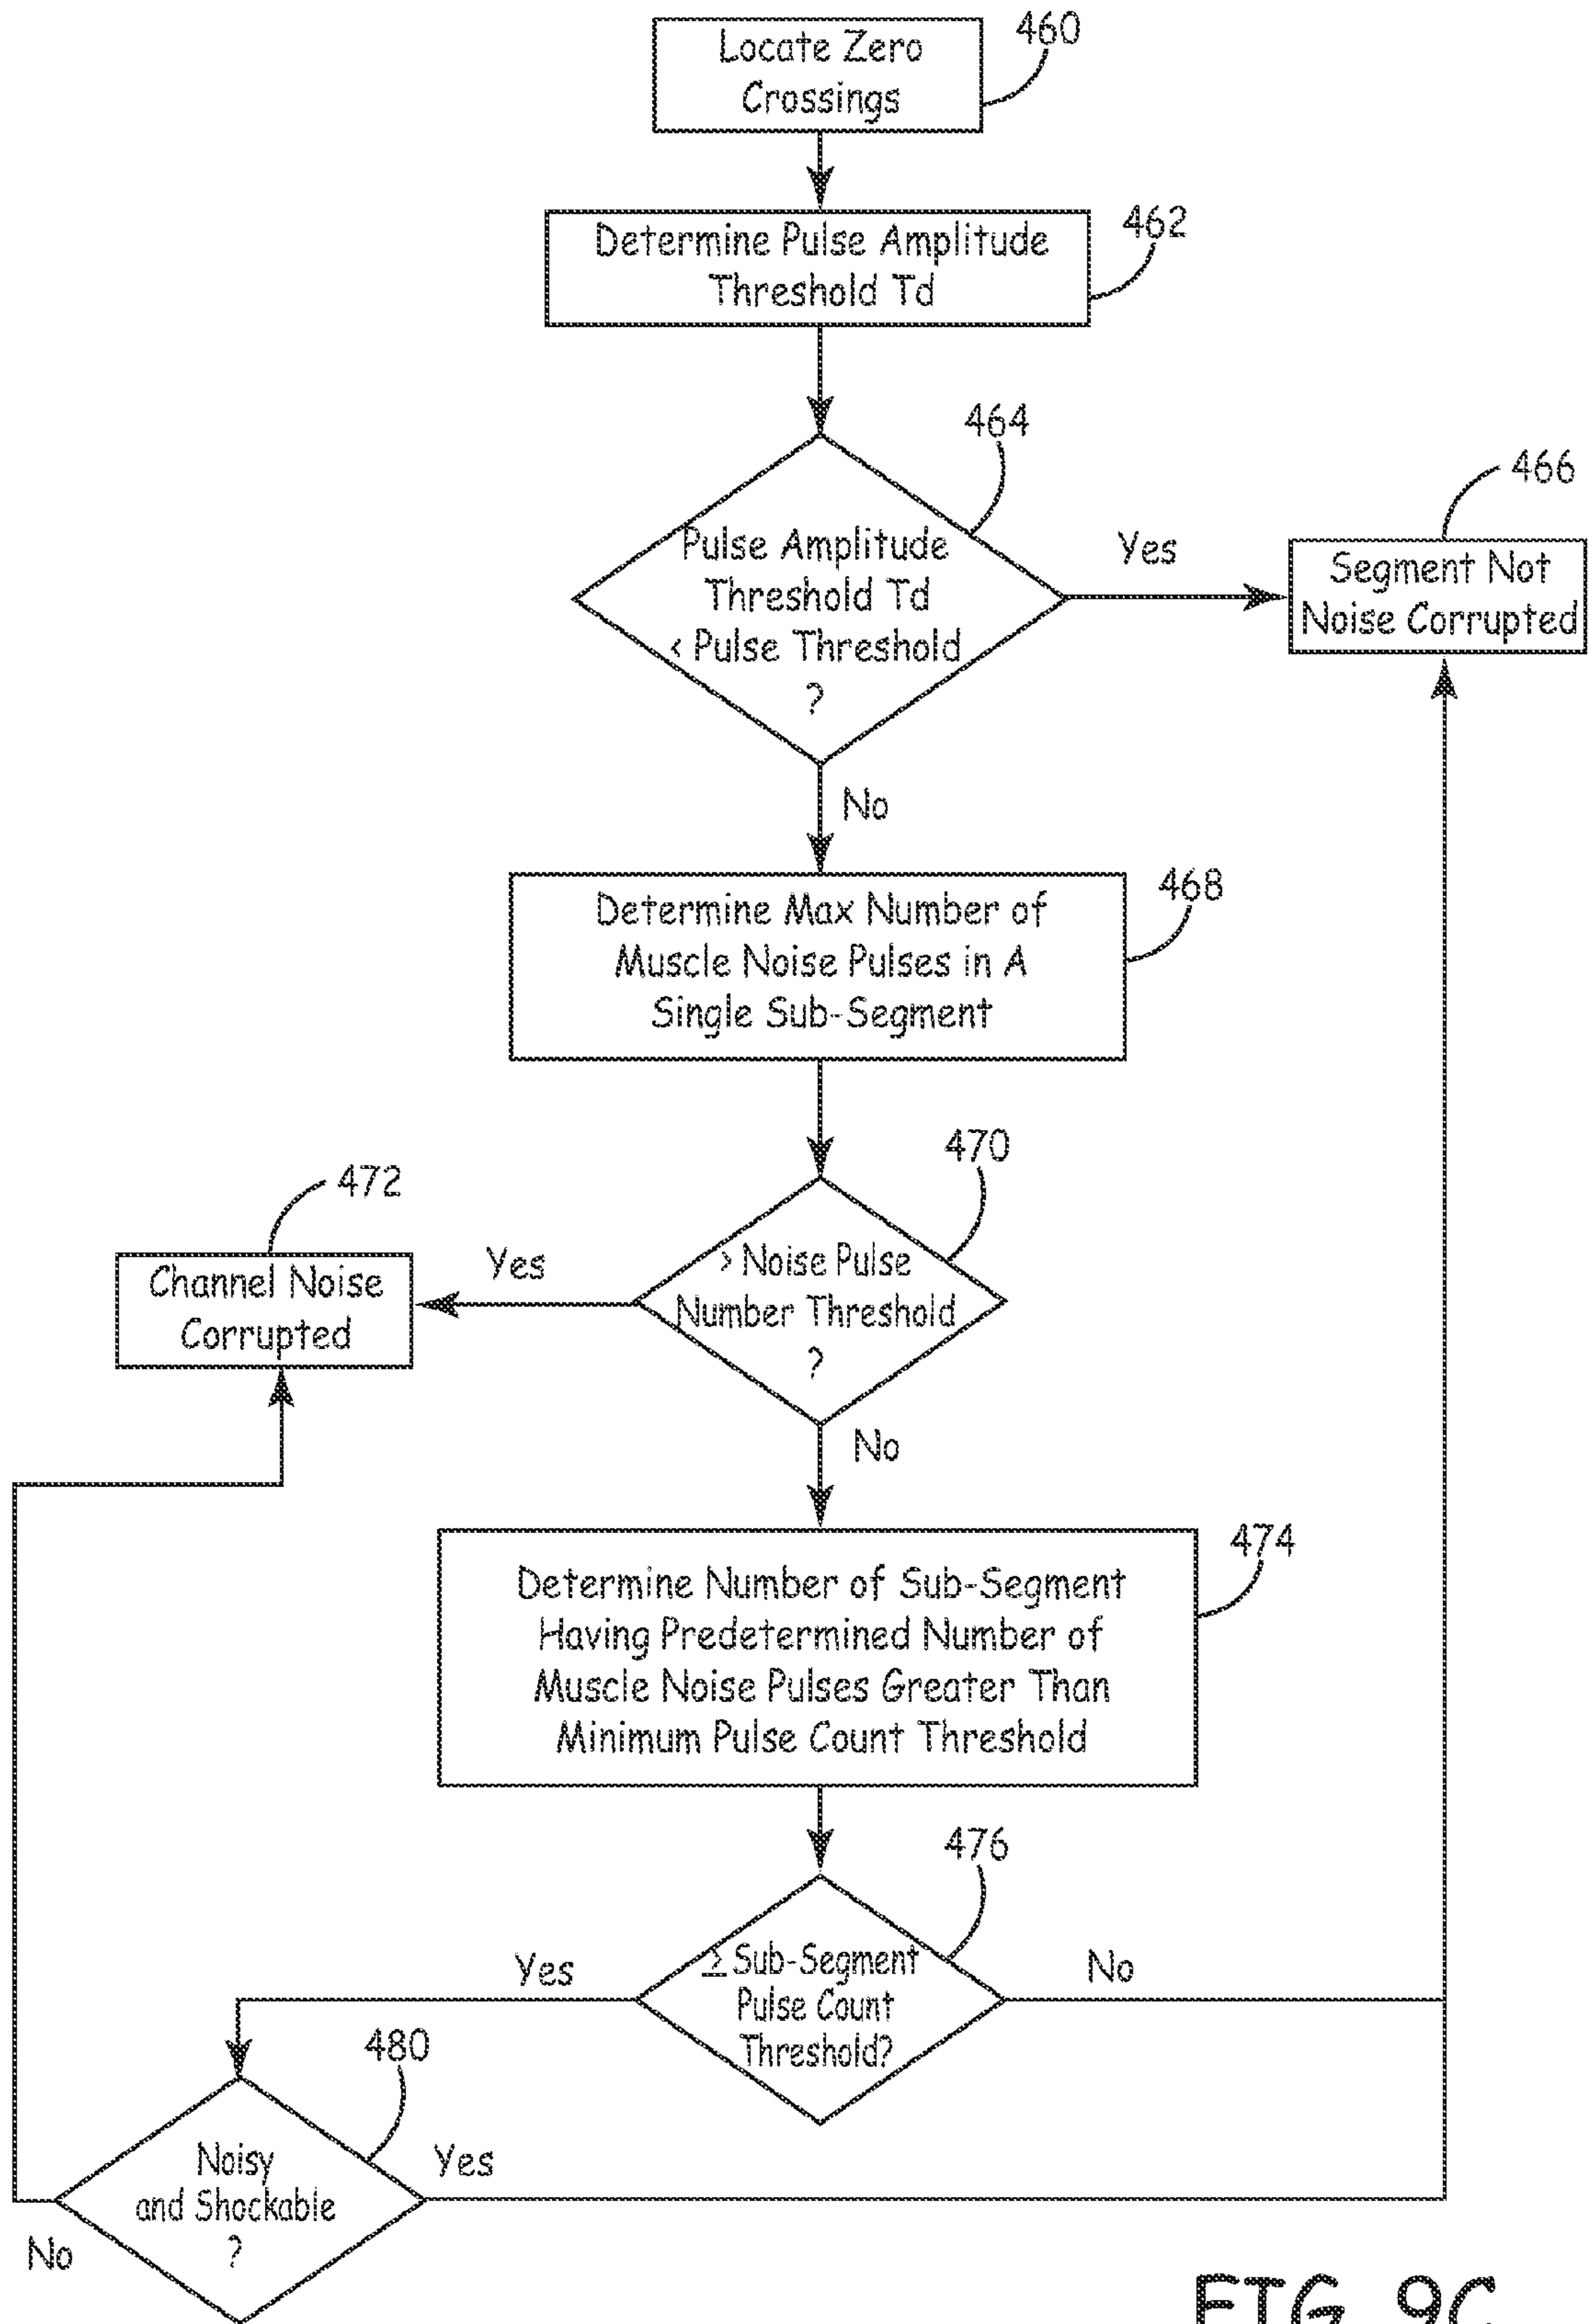 Locate Zero
Crossings
460
Determine Pulse Amplitude
Threshold Td
462
464
Pulse Amplitude
Threshold Td
< Pulse Threshold
?
Yes
466
Segment Not
Noise Corrupted
No
468
Determine Max Number of
Muscle Noise Pulses in A
Single Sub-Segment
470
> Noise Pulse
Number Threshold
?
Yes
472
Channel Noise
Corrupted
No
474
Determine Number of Sub-Segment
Having Predetermined Number of
Muscle Noise Pulses Greater Than
Minimum Pulse Count Threshold
476
≥ Sub-Segment
Pulse Count
Threshold?
Yes
No
480
Noisy
and Shockable
?
Yes
No
FIG. 9C